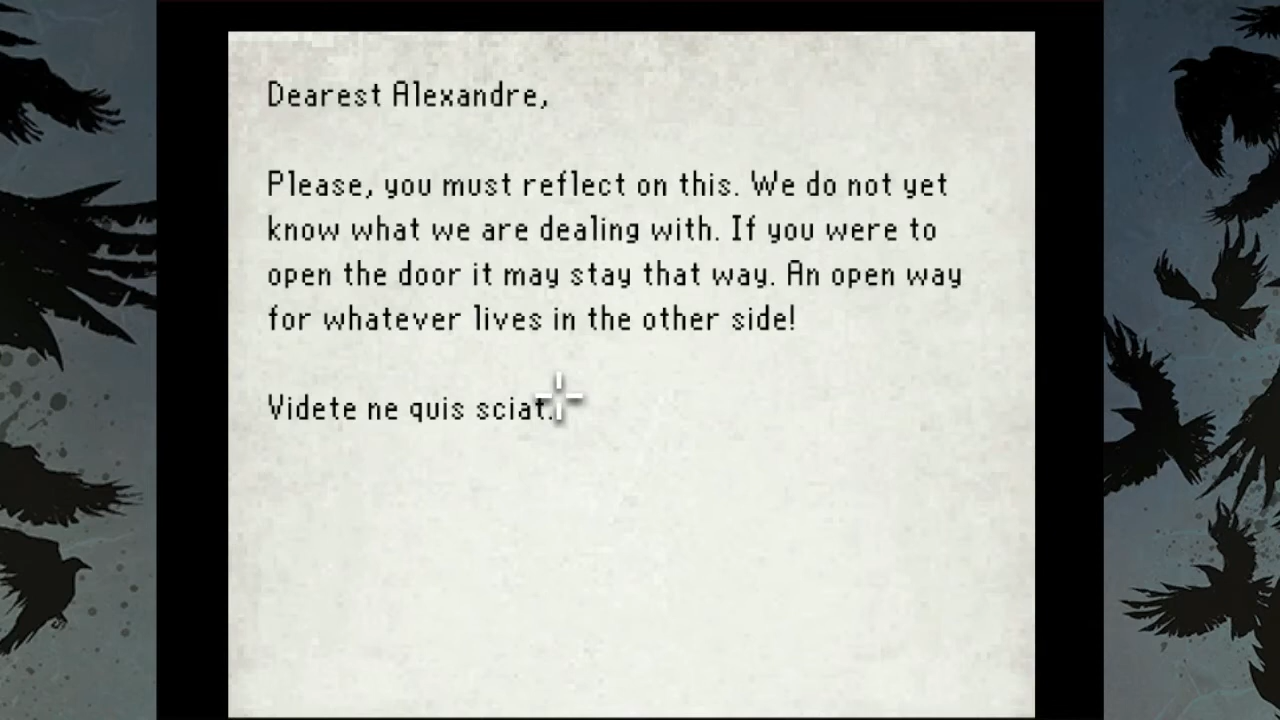 Dearest Alexandre,
Please, you must reflect on this. We do not yet
know what we are dealing with. If you were to
open the door it may stay that way. An open way
for whatever lives in the other side!
Videte ne quis sciat.